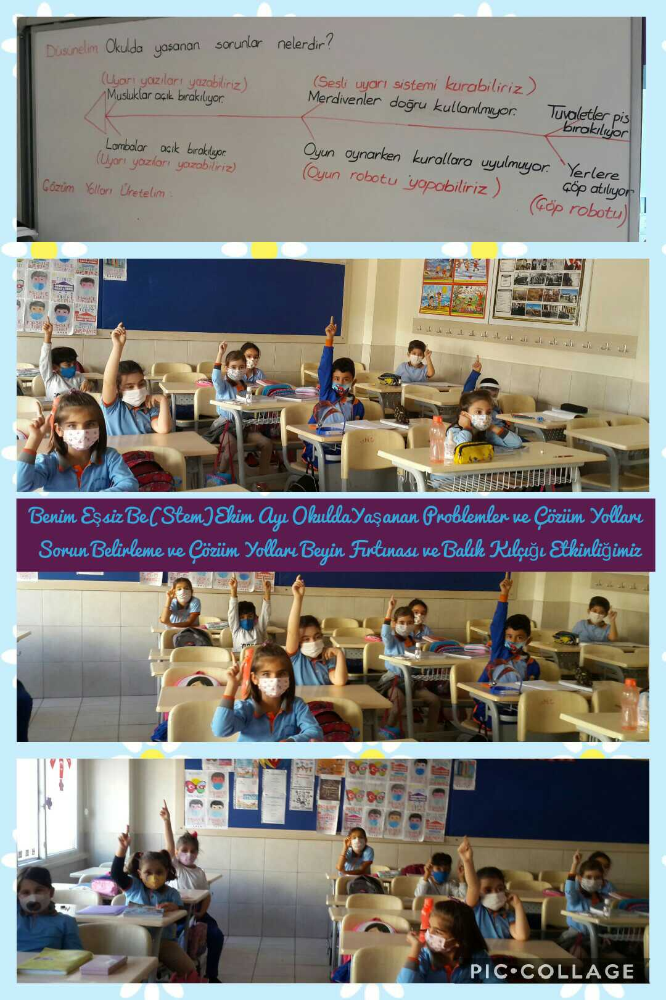 Düşünelim Okulda yaşanan sorunlar nelerdir?
(Uyarı yazıları yazabiliriz)
Musluklar açık bırakılıyor.
(Sesli uyarı sistemi kurabiliriz)
Merdivenler doğru kullanılmıyor.
Tuvaletler pis
bırakılıyor
Lambalar açık bırakılıyor.
(Uyarı yazıları yazabiliriz)
Oyun oynarken kurallara uyulmuyor.
(Oyun robotu yapabiliriz)
Yerlere
çöp atılıyor
(Çöp robotu)
Çözüm Yolları Üretelim:
MASKE
TAK!
Benim Eşsiz Be(Stem)Ekim Ayı OkuldaYaşanan Problemler ve Çözüm Yolları
Sorun Belirleme ve Çözüm Yolları Beyin Fırtınası ve Balık Kılçığı Etkinliğimiz
PIC•COLLAGE